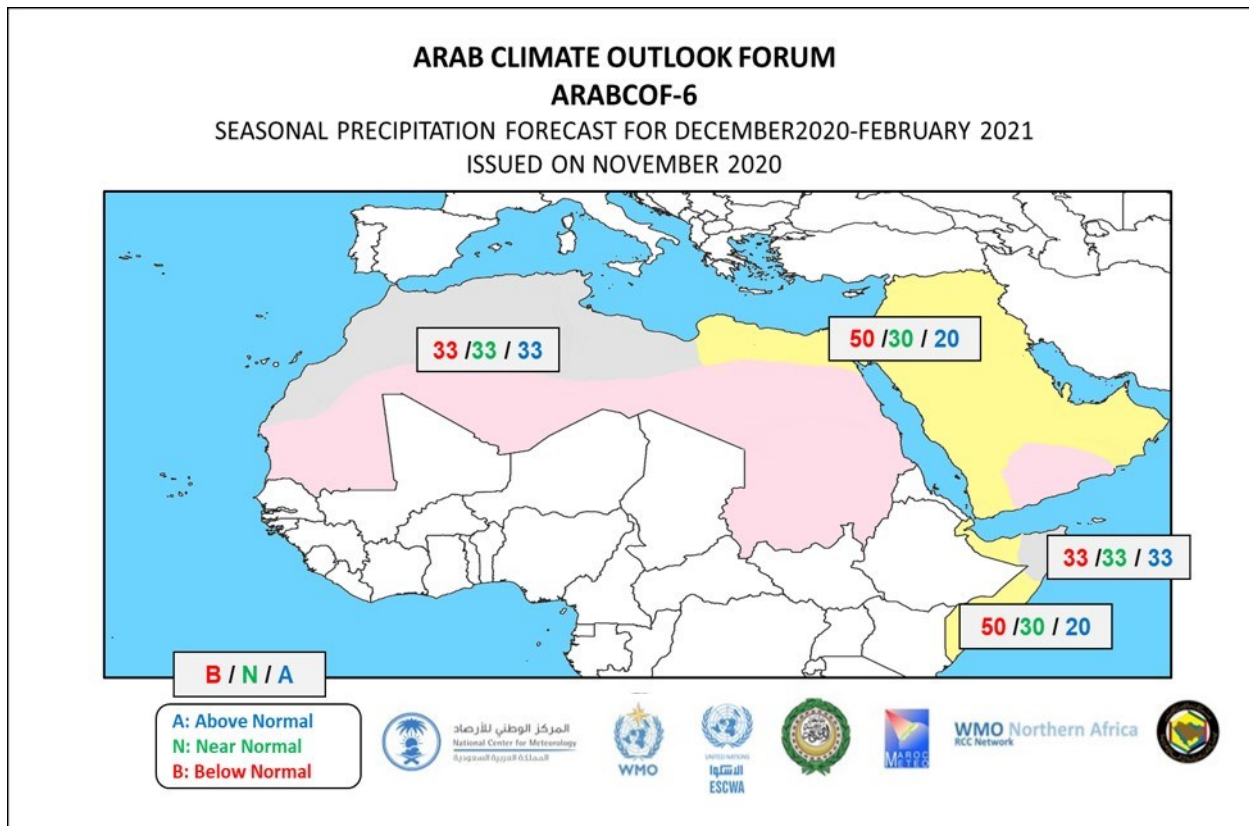 ARAB CLIMATE OUTLOOK FORUM
ARABCOF-6
SEASONAL PRECIPITATION FORECAST FOR DECEMBER2020-FEBRUARY 2021
ISSUED ON NOVEMBER 2020
33 /33 / 33
50 /30 / 20
33 /33 / 33
50 /30 / 20
B / N / A
A: Above Normal
N: Near Normal
B: Below Normal
المركز الوطني للأرصاد
National Center for Meteorology
المملكة العربية السعودية
WMO
UNITED NATIONS
الاسكوا
ESCWA
MAROC
METEO
WMO Northern Africa
RCC Network